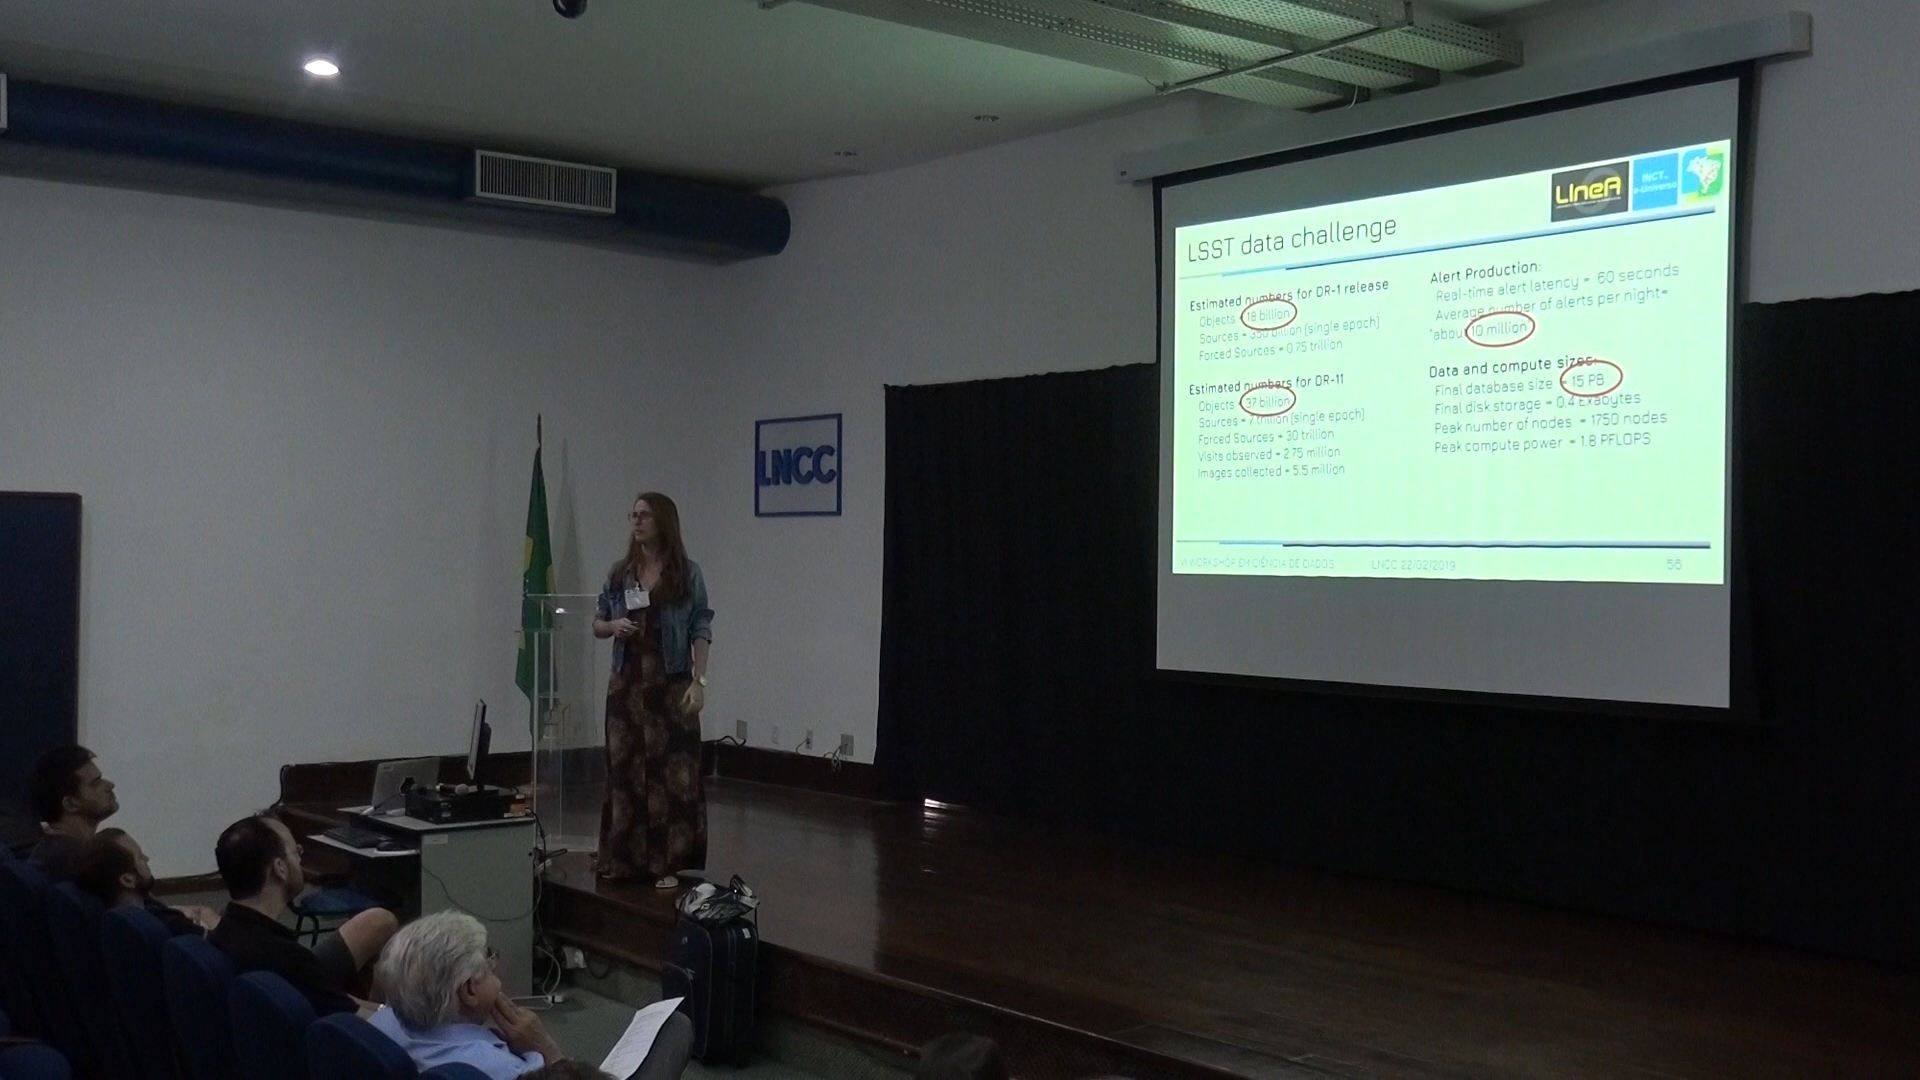 LIneA
INCT
e-Universo
LSST data challenge
Estimated numbers for DR-1 release
Objects = 18 billion
Sources = 350 billion (single epoch)
Forced Sources = 0.75 trillion
Estimated numbers for DR-11
Objects = 37 billion
Sources = 7 trillion (single epoch)
Forced Sources = 30 trillion
Visits observed = 2.75 million
Images collected = 5.5 million
Alert Production:
Real-time alert latency = 60 seconds
Average number of alerts per night=
"about 10 million
Data and compute sizes:
Final database size = 15 PB
Final disk storage = 0.4 Exabytes
Peak number of nodes = 1750 nodes
Peak compute power = 1.8 PFLOPS
VI WORKSHOP EM CIÊNCIA DE DADOS
LNCC 22/02/2019
56
LNCC